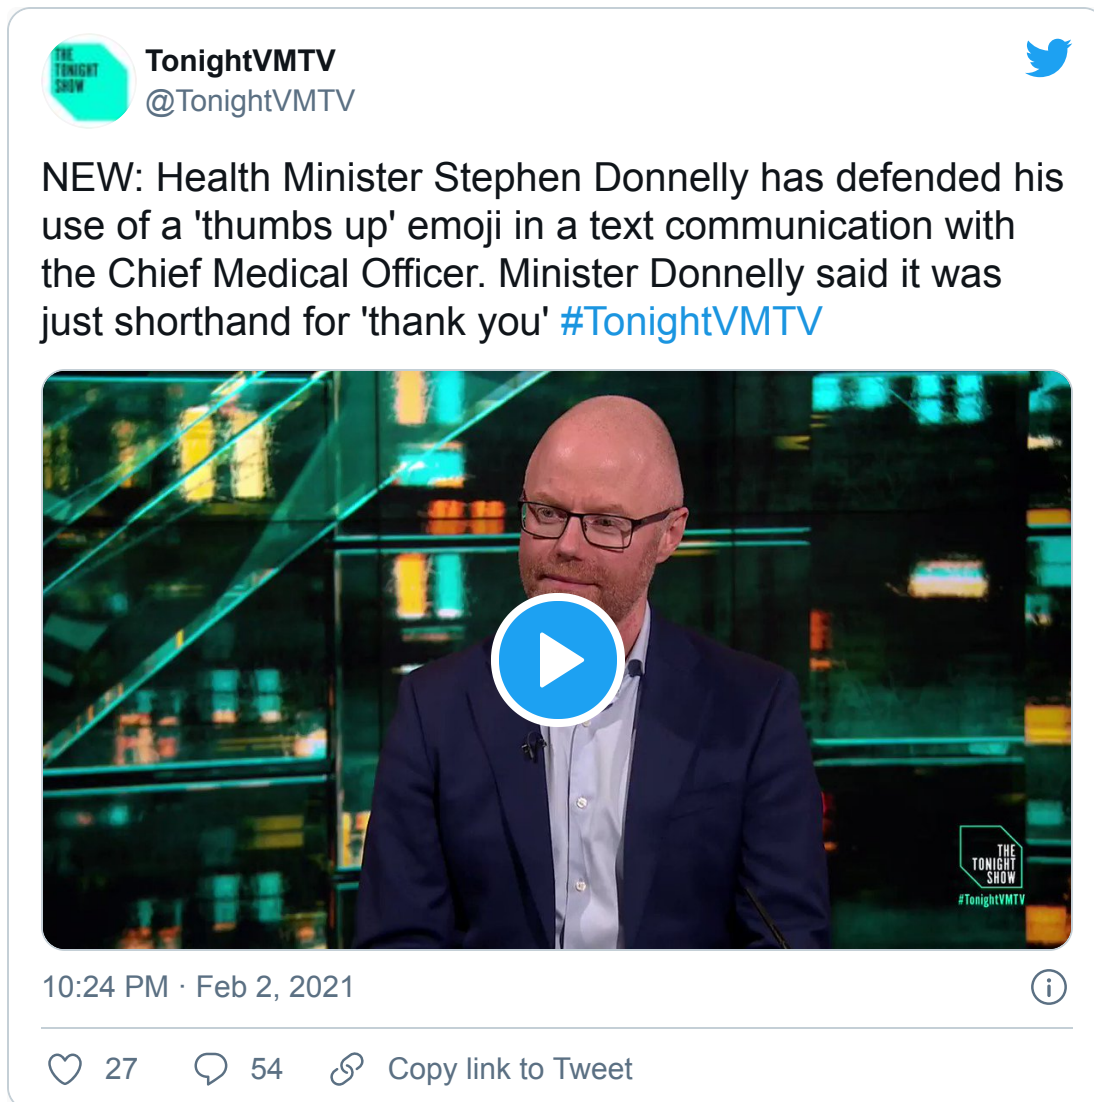 THE
TONIGHT
SHOW
TonightVMTV
@TonightVMTV
NEW: Health Minister Stephen Donnelly has defended his
use of a 'thumbs up' emoji in a text communication with
the Chief Medical Officer. Minister Donnelly said it was
just shorthand for 'thank you' #TonightVMTV
THE
TONIGHT
SHOW
#TonightVMTV
10:24 PM · Feb 2, 2021
27 54 Copy link to Tweet